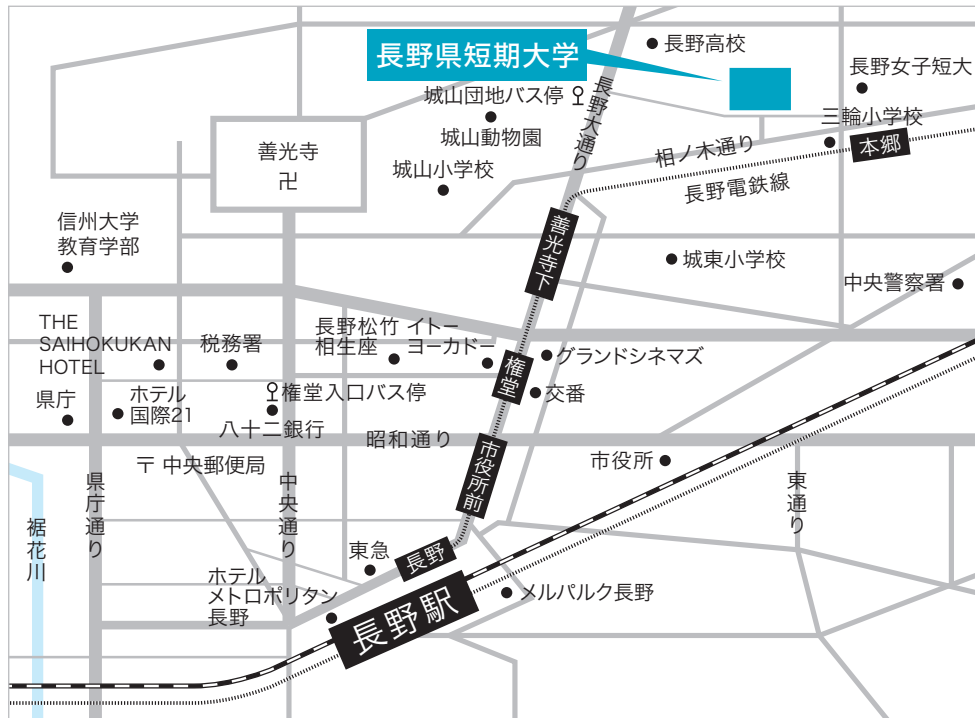 長野高校
長野県短期大学
長野女子短大
城山団地バス停
長野大通り
三輪小学校
城山動物園
本郷
善光寺
卍
相ノ木通り
城山小学校
長野電鉄線
信州大学
教育学部
善光寺下
城東小学校
中央警察署
THE
SAIHOKUKAN
HOTEL
税務署
長野松竹
相生座
イトー
ヨーカドー
グランドシネマズ
権堂
県庁
ホテル
国際21
権堂入口バス停
交番
八十二銀行
昭和通り
〒 中央郵便局
市役所前
市役所
県庁通り
中央通り
東通り
裾花川
東急
長野
ホテル
メトロポリタン
長野
長野駅
メルパルク長野